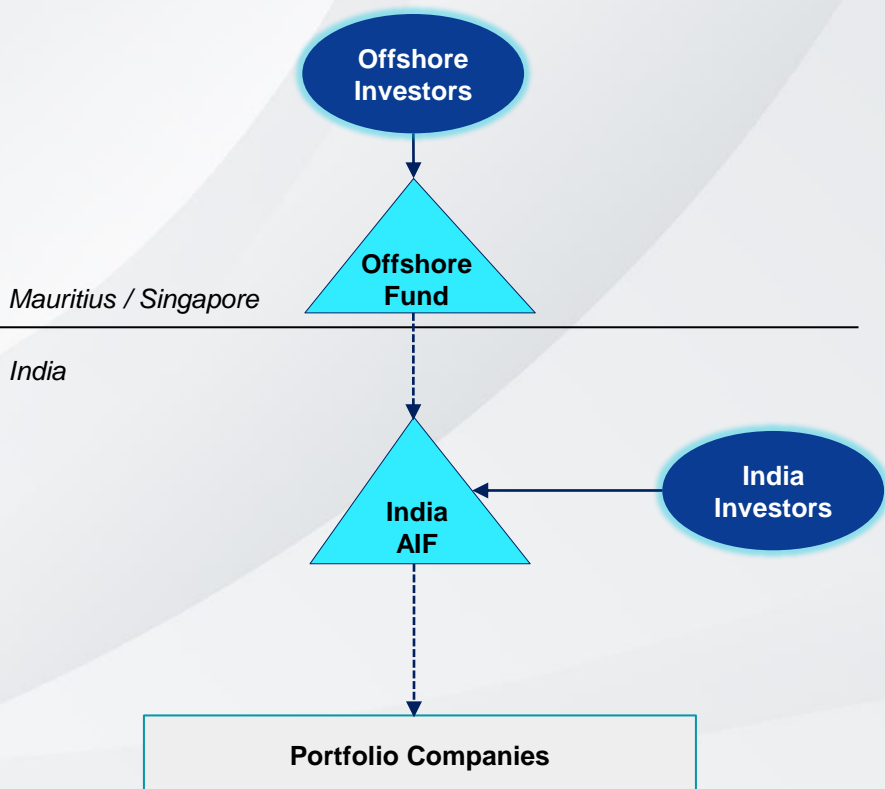 Offshore
Investors
Offshore
Fund
Mauritius / Singapore
India
India
Investors
India
AIF
Portfolio Companies